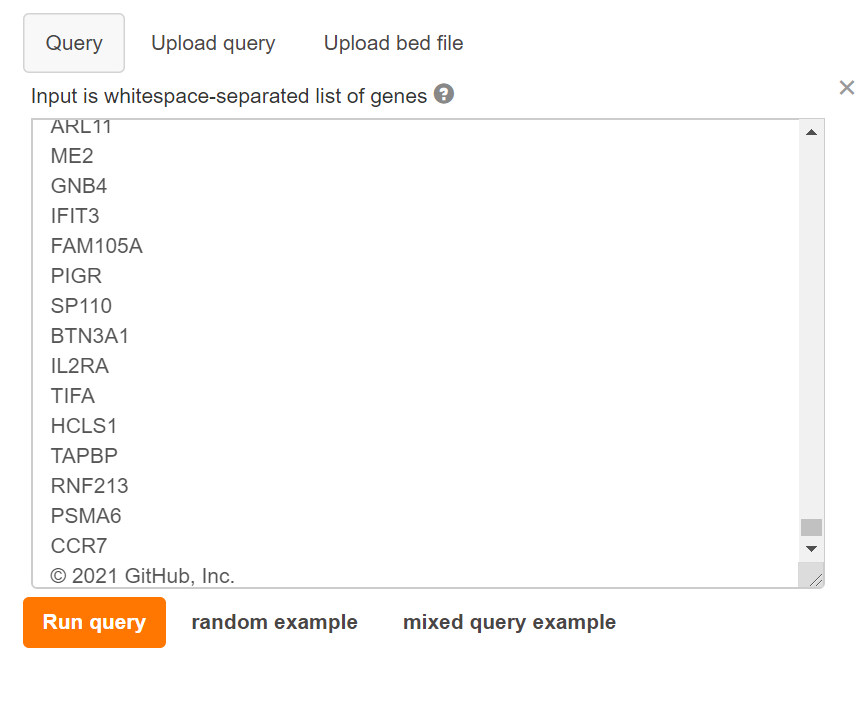 Query Upload query Upload bed file
Input is whitespace-separated list of genes ?
ARL11
ME2
GNB4
IFIT3
FAM105A
PIGR
SP110
BTN3A1
IL2RA
TIFA
HCLS1
TAPBP
RNF213
PSMA6
CCR7
© 2021 GitHub, Inc.
Run query random example mixed query example